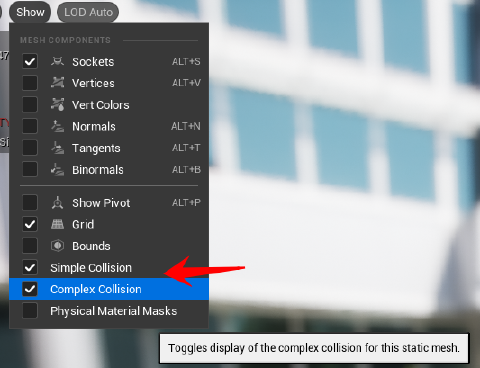 Show
LOD Auto
MESH COMPONENTS
Sockets ALT+S
Vertices ALT+V
Vert Colors
Normals ALT+N
Tangents ALT+T
Binormals ALT+B
Show Pivot ALT+P
Grid
Bounds
Simple Collision
Complex Collision
Physical Material Masks
Toggles display of the complex collision for this static mesh.